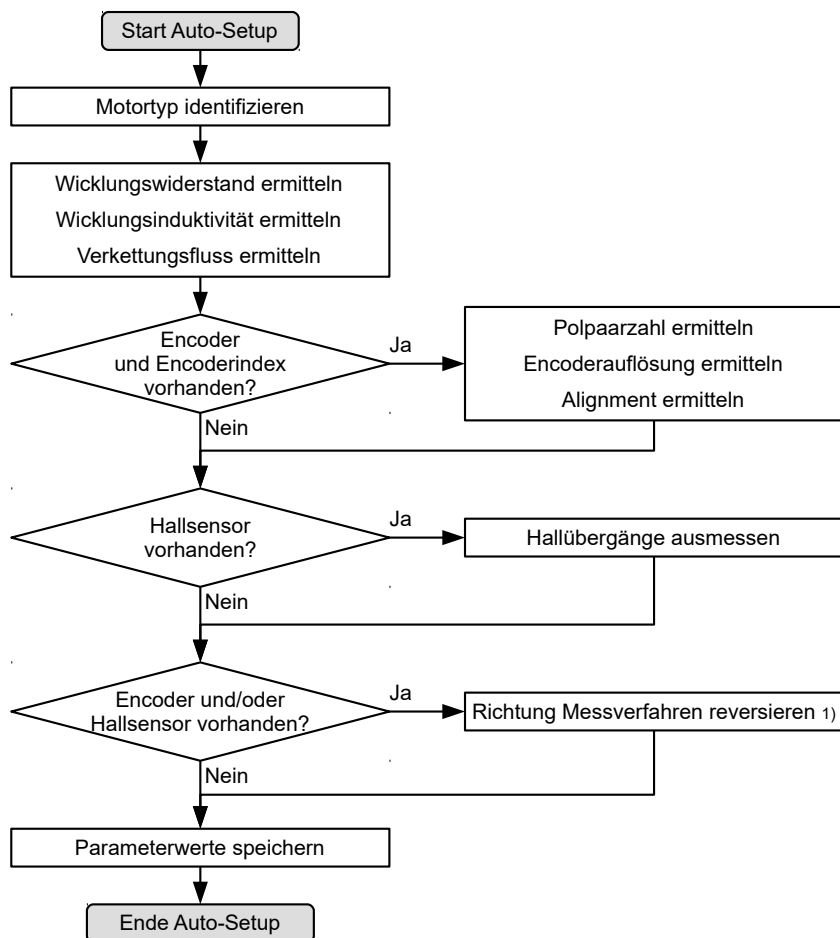 Start Auto-Setup
Motortyp identifizieren
Wicklungswiderstand ermitteln
Wicklungsinduktivität ermitteln
Verkettungsfluss ermitteln
Encoder
und Encoderindex
vorhanden?
Ja
Polpaarzahl ermitteln
Encoderauflösung ermitteln
Alignment ermitteln
Nein
Hallsensor
vorhanden?
Ja
Hallübergänge ausmessen
Nein
Encoder und/oder
Hallsensor vorhanden?
Ja
Richtung Messverfahren reversieren 1)
Nein
Parameterwerte speichern
Ende Auto-Setup